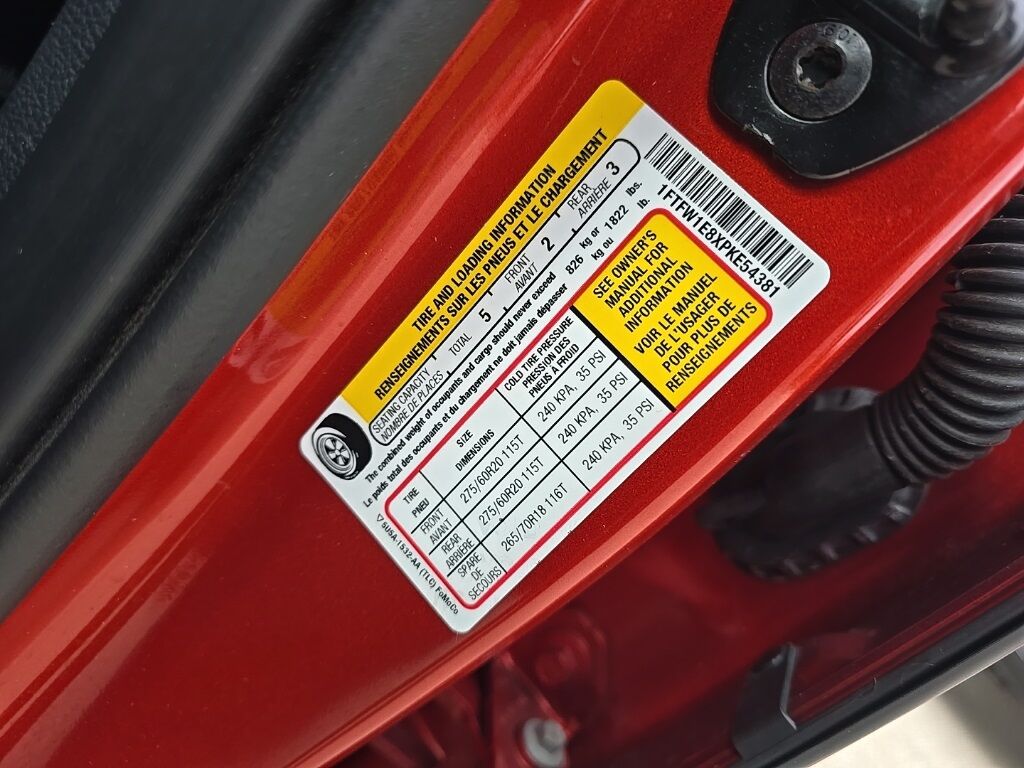 TIRE AND LOADING INFORMATION
RENSEIGNEMENTS SUR LES PNEUS ET LE CHARGEMENT
SEATING CAPACITY TOTAL 5 FRONT 2 REAR 3
NOMBRE DE PLACES AVANT ARRIÈRE
The combined weight of occupants and cargo should never exceed 826 kg or 1822 lbs.
Le poids total des occupants et du chargement ne doit jamais dépasser kg ou lb.
TIRE SIZE COLD TIRE PRESSURE
PNEU DIMENSIONS PRESSION DES PNEUS A FROID
FRONT 275/60R20 115T 240 KPA, 35 PSI
AVANT
REAR 275/60R20 115T 240 KPA, 35 PSI
ARRIÈRE
SPARE 265/70R18 116T 240 KPA, 35 PSI
DE
SECOURS
SEE OWNER'S
MANUAL FOR
ADDITIONAL
INFORMATION
VOIR LE MANUEL
DE L'USAGER
POUR PLUS DE
RENSEIGNEMENTS
1FTFW1E8XPKE54381
5USA-1532-AA (TLC) FoMoCo